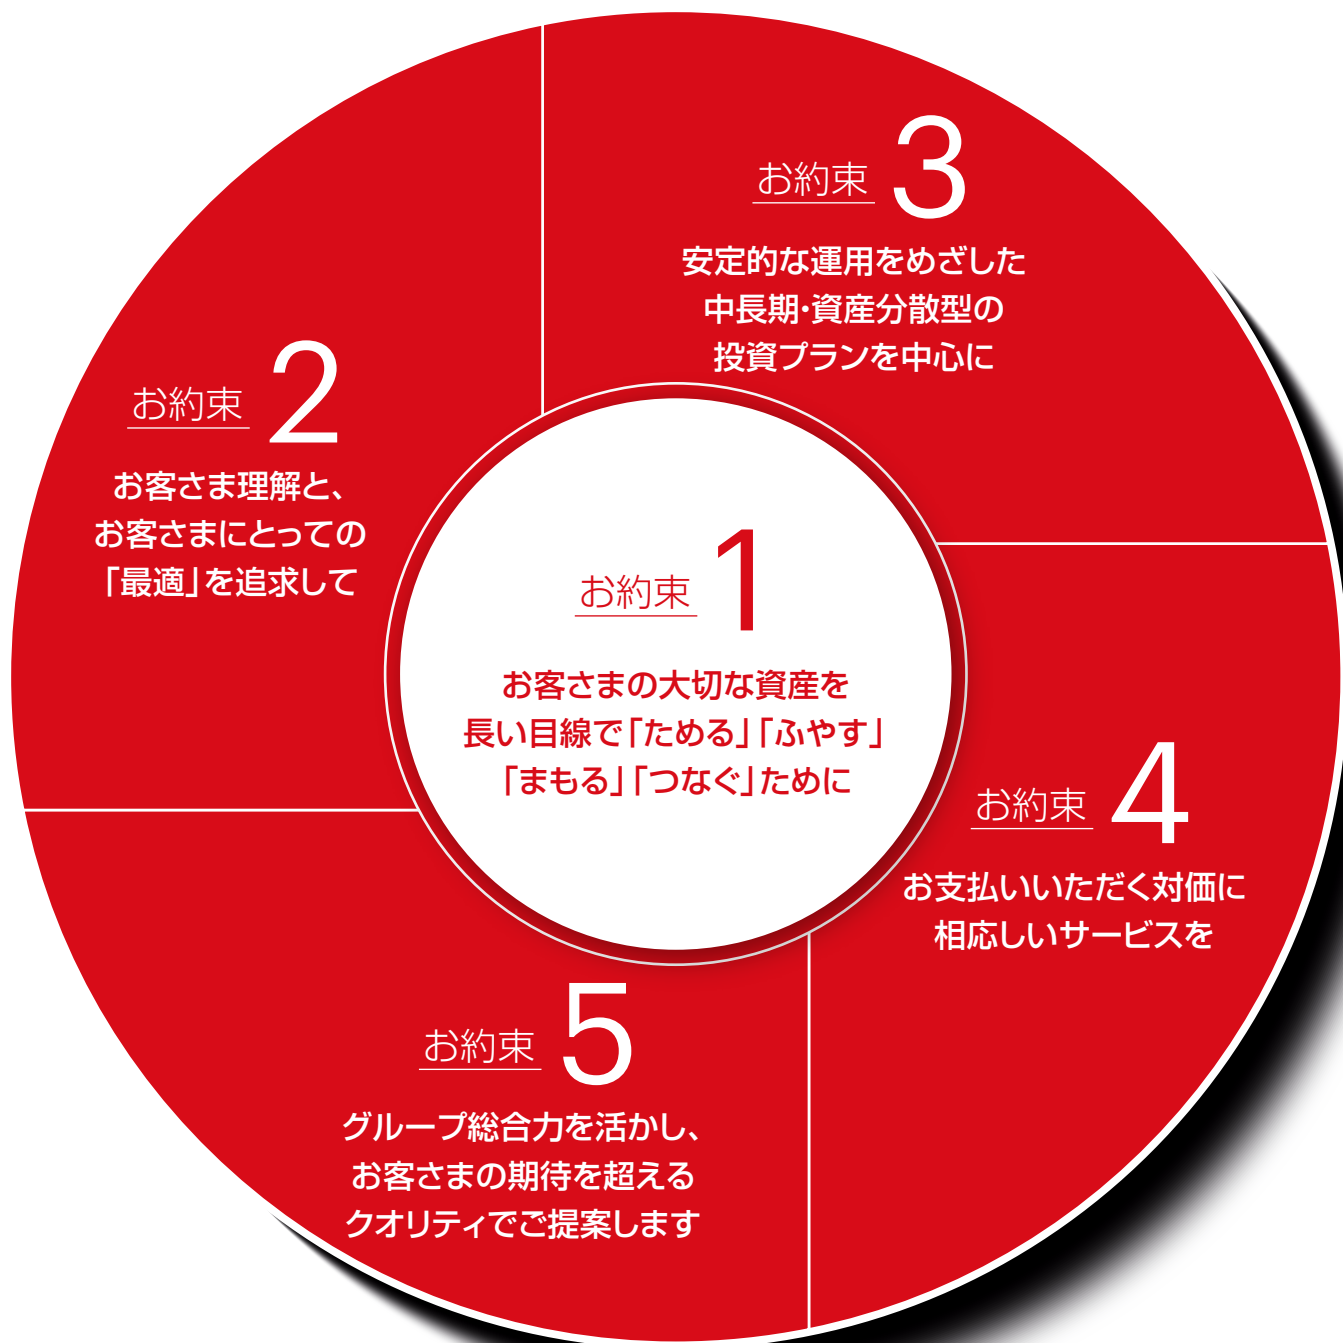 お約束 1
お客さまの大切な資産を
長い目線で「ためる」「ふやす」
「まもる」「つなぐ」ために
お約束 2
お客さま理解と、
お客さまにとっての
「最適」を追求して
お約束 3
安定的な運用をめざした
中長期・資産分散型の
投資プランを中心に
お約束 4
お支払いいただく対価に
相応しいサービスを
お約束 5
グループ総合力を活かし、
お客さまの期待を超える
クオリティでご提案します